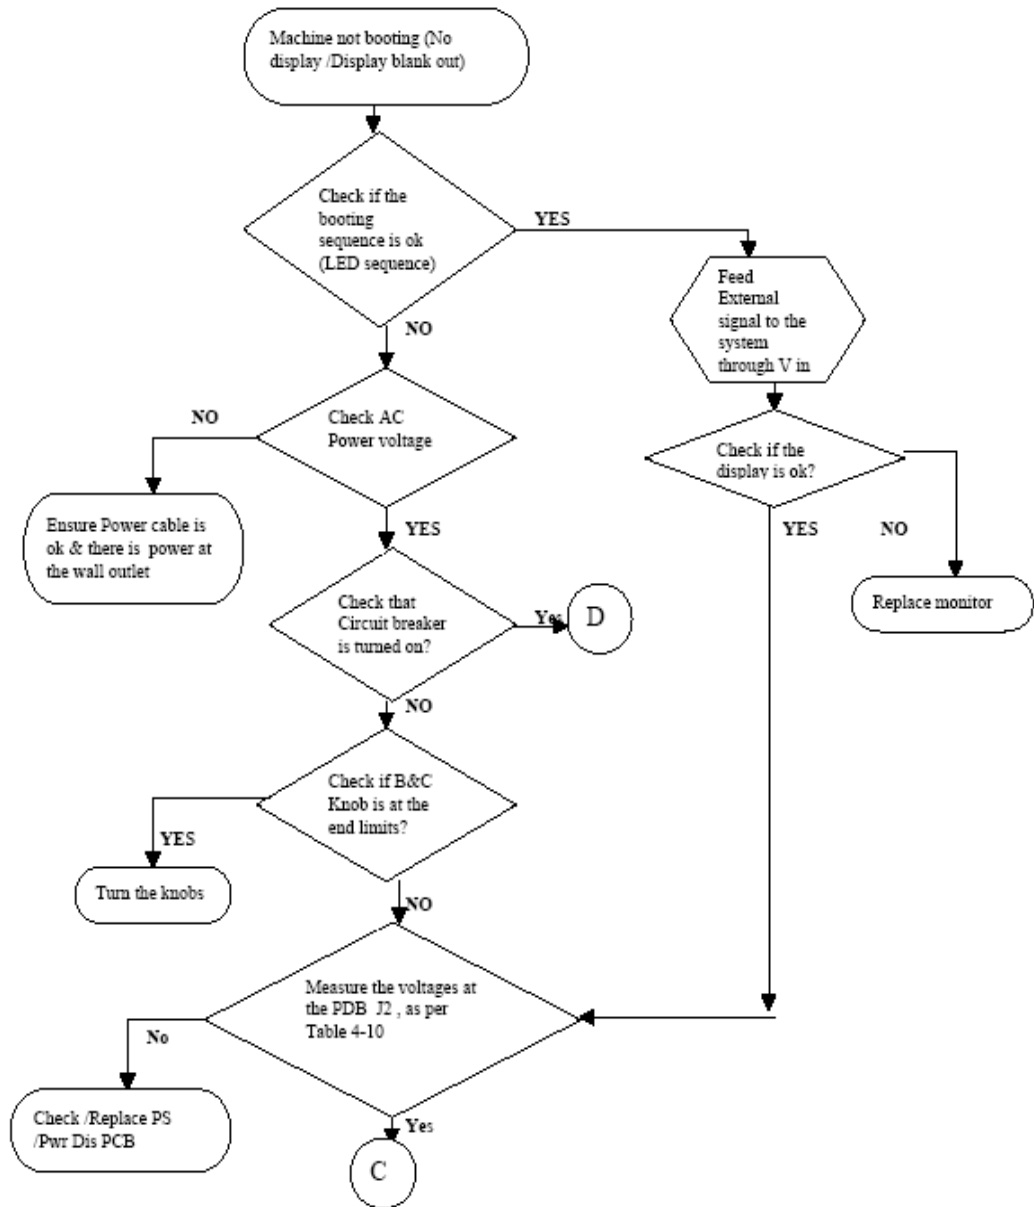 Machine not booting (No
display /Display blank out)
Check if the
booting
sequence is ok
(LED sequence)
YES
NO
Feed
External
signal to the
system
through V in
Check AC
Power voltage
NO
YES
Check if the
display is ok?
YES
NO
Ensure Power cable is
ok & there is power at
the wall outlet
Replace monitor
Check that
Circuit breaker
is turned on?
Yes
D
NO
Check if B&C
Knob is at the
end limits?
YES
Turn the knobs
NO
Measure the voltages at
the PDB J2 , as per
Table 4-10
No
Check /Replace PS
/Pwr Dis PCB
Yes
C